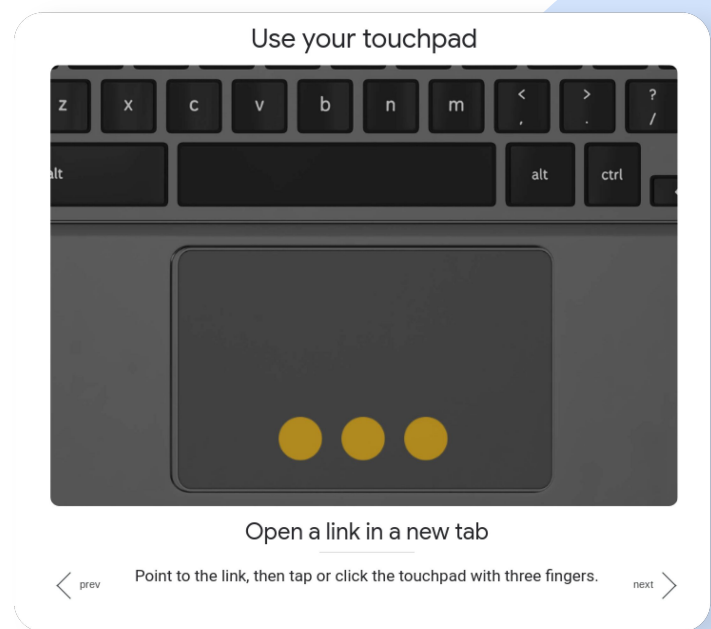 Use your touchpad
z x c v b n m < , > . ? /
alt alt ctrl
Open a link in a new tab
Point to the link, then tap or click the touchpad with three fingers.
prev next